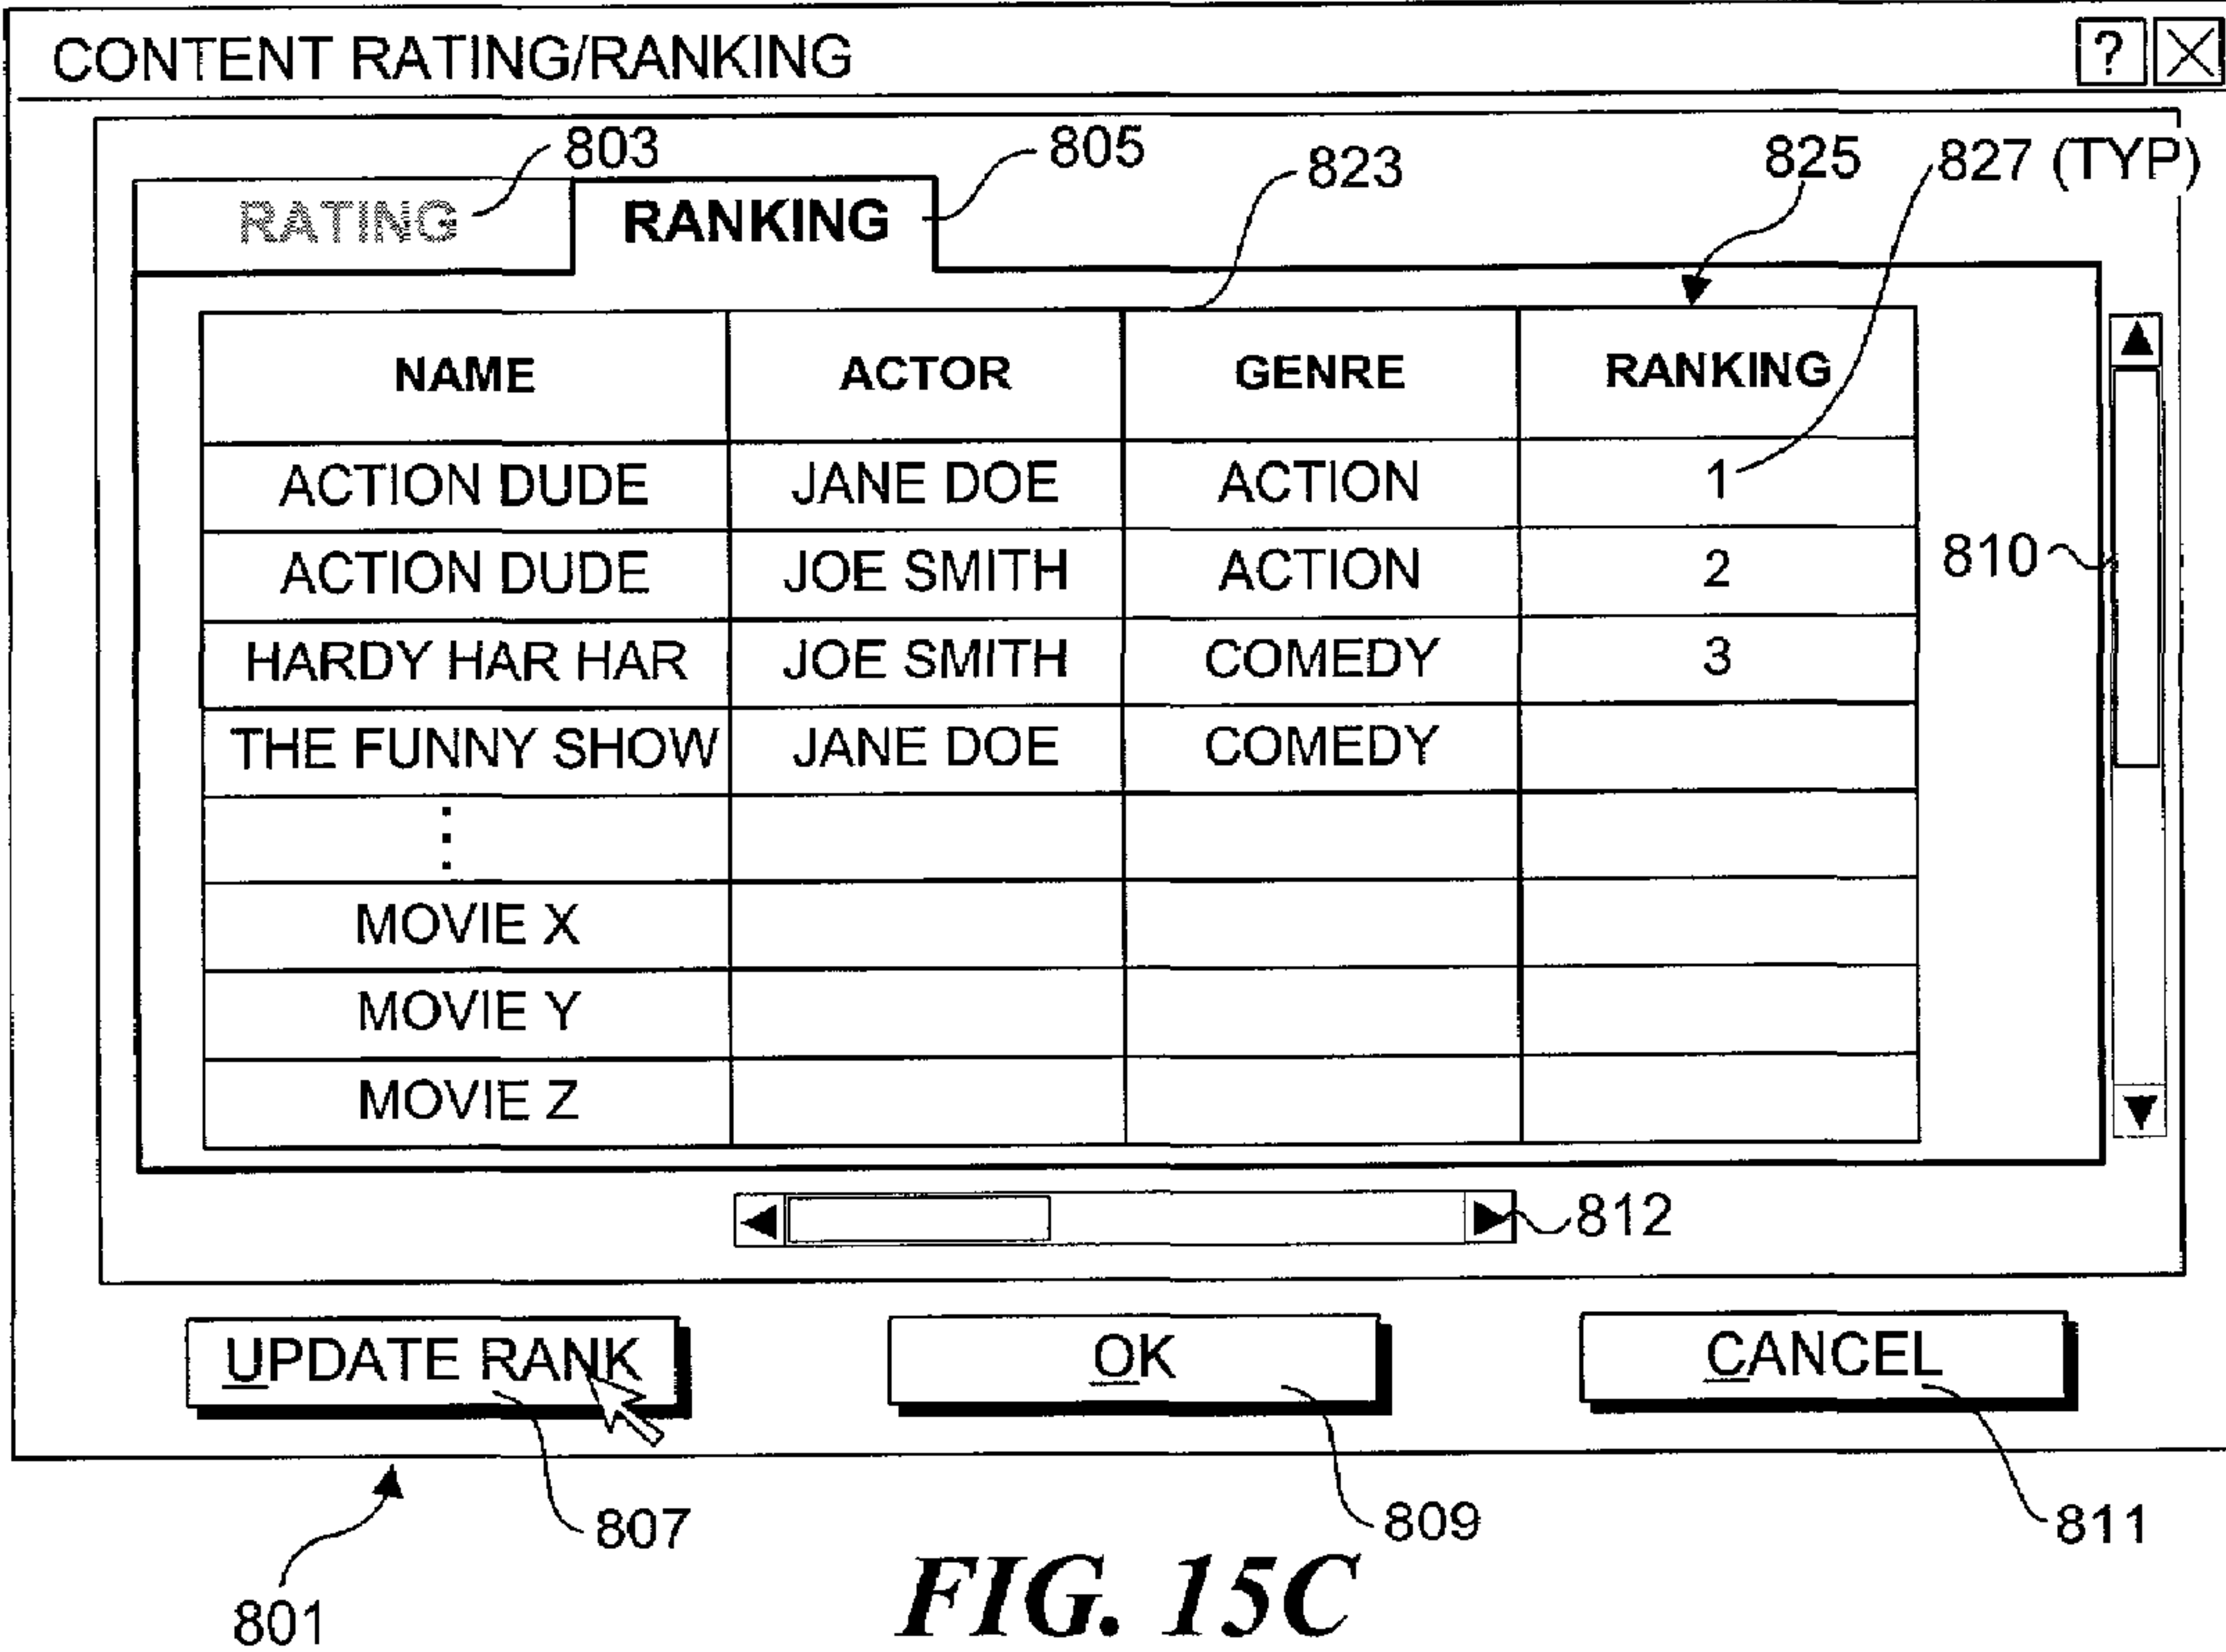 CONTENT RATING/RANKING ?
803 805 823 825 827 (TYP)
RATING RANKING
NAME ACTOR GENRE RANKING
ACTION DUDE JANE DOE ACTION 1
ACTION DUDE JOE SMITH ACTION 2
810
HARDY HAR HAR JOE SMITH COMEDY 3
THE FUNNY SHOW JANE DOE COMEDY
⋮
MOVIE X
MOVIE Y
MOVIE Z
812
UPDATE RANK OK CANCEL
807 809 811
801
FIG. 15C